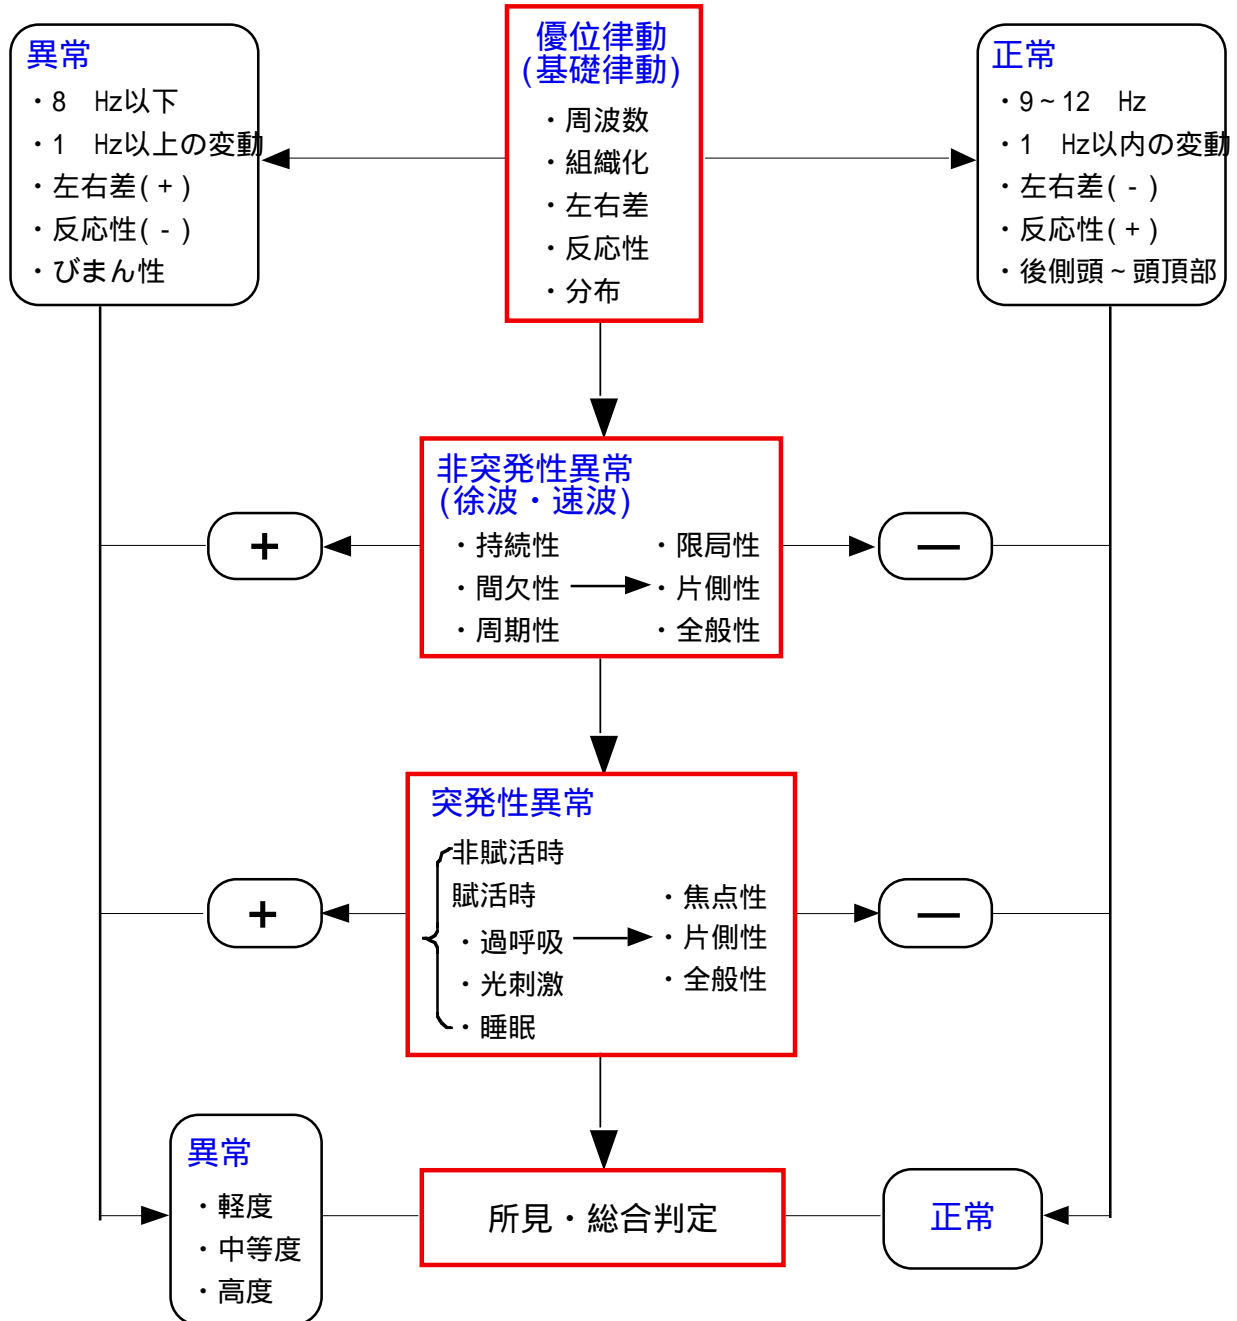 異常
・8 Hz以下
・1 Hz以上の変動
・左右差(+)
・反応性(-)
・びまん性
優位律動
(基礎律動)
・周波数
・組織化
・左右差
・反応性
・分布
正常
・9~12 Hz
・1 Hz以内の変動
・左右差(-)
・反応性(+)
・後側頭~頭頂部
非突発性異常
(徐波・速波)
・持続性
・間欠性
・周期性
・限局性
・片側性
・全般性
+
―
突発性異常
非賦活時
賦活時
・過呼吸
・光刺激
・睡眠
・焦点性
・片側性
・全般性
+
―
異常
・軽度
・中等度
・高度
所見・総合判定
正常